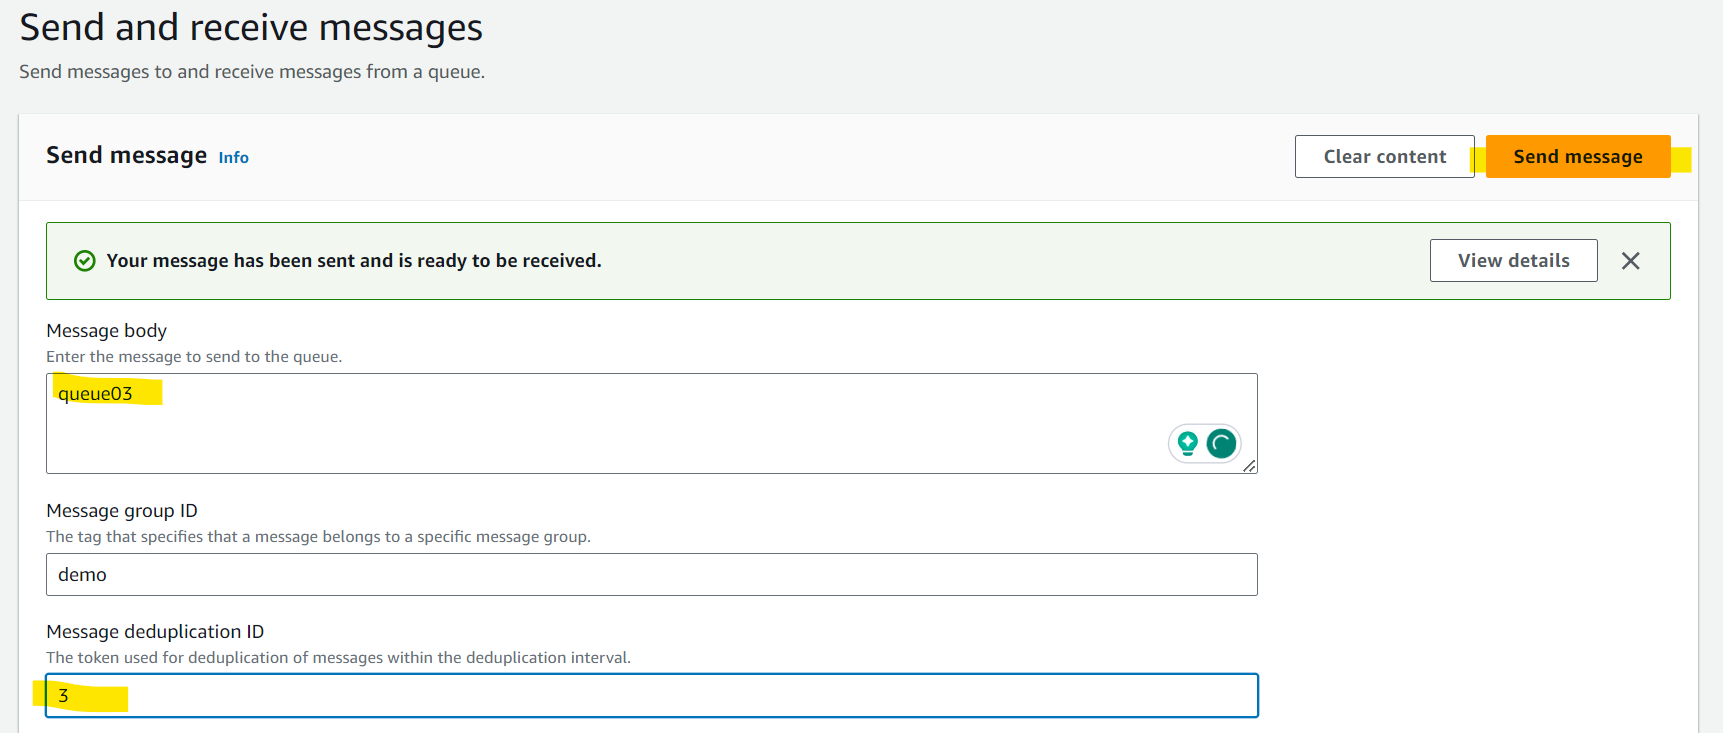 Send and receive messages
Send messages to and receive messages from a queue.
Send message Info
Clear content
Send message
Your message has been sent and is ready to be received.
View details
Message body
Enter the message to send to the queue.
queue03
Message group ID
The tag that specifies that a message belongs to a specific message group.
demo
Message deduplication ID
The token used for deduplication of messages within the deduplication interval.
3